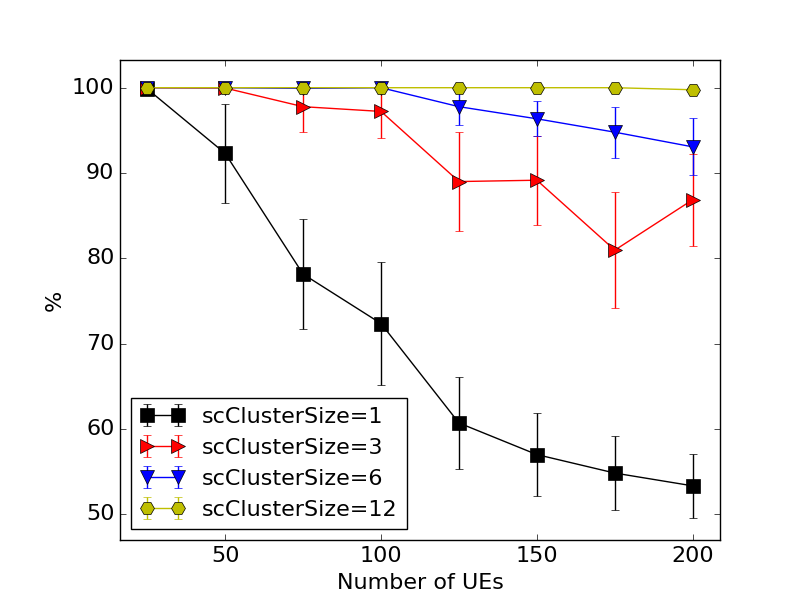 100
90
80
70
60
50
%
scClusterSize=1
scClusterSize=3
scClusterSize=6
scClusterSize=12
50 100 150 200
Number of UEs